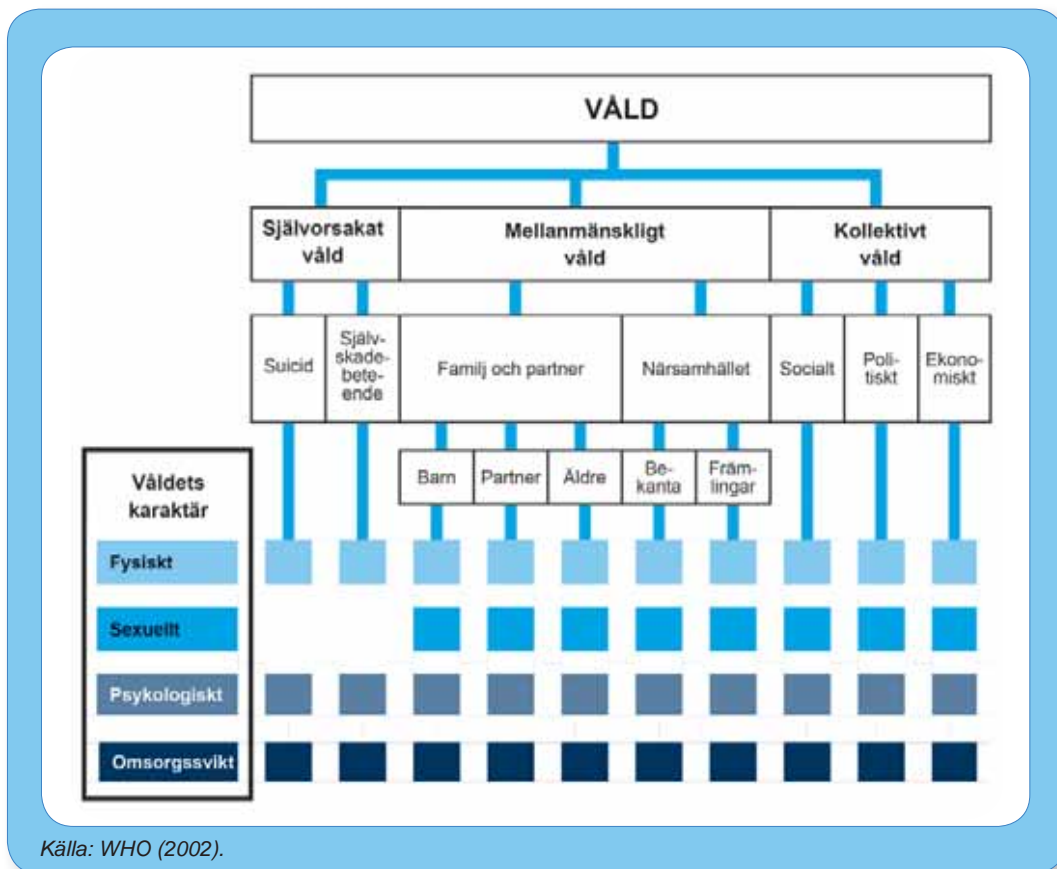 VÅLD
Självorsakat
våld
Mellanmänskligt
våld
Kollektivt
våld
Suicid
Själv-
skade-
bete-
ende
Familj och partner
Närsamhället
Socialt
Poli-
tiskt
Ekono-
miskt
Våldets
karaktär
Barn
Partner
Äldre
Be-
kanta
Främ-
lingar
Fysiskt
Sexuellt
Psykologiskt
Omsorgssvikt
Källa: WHO (2002).